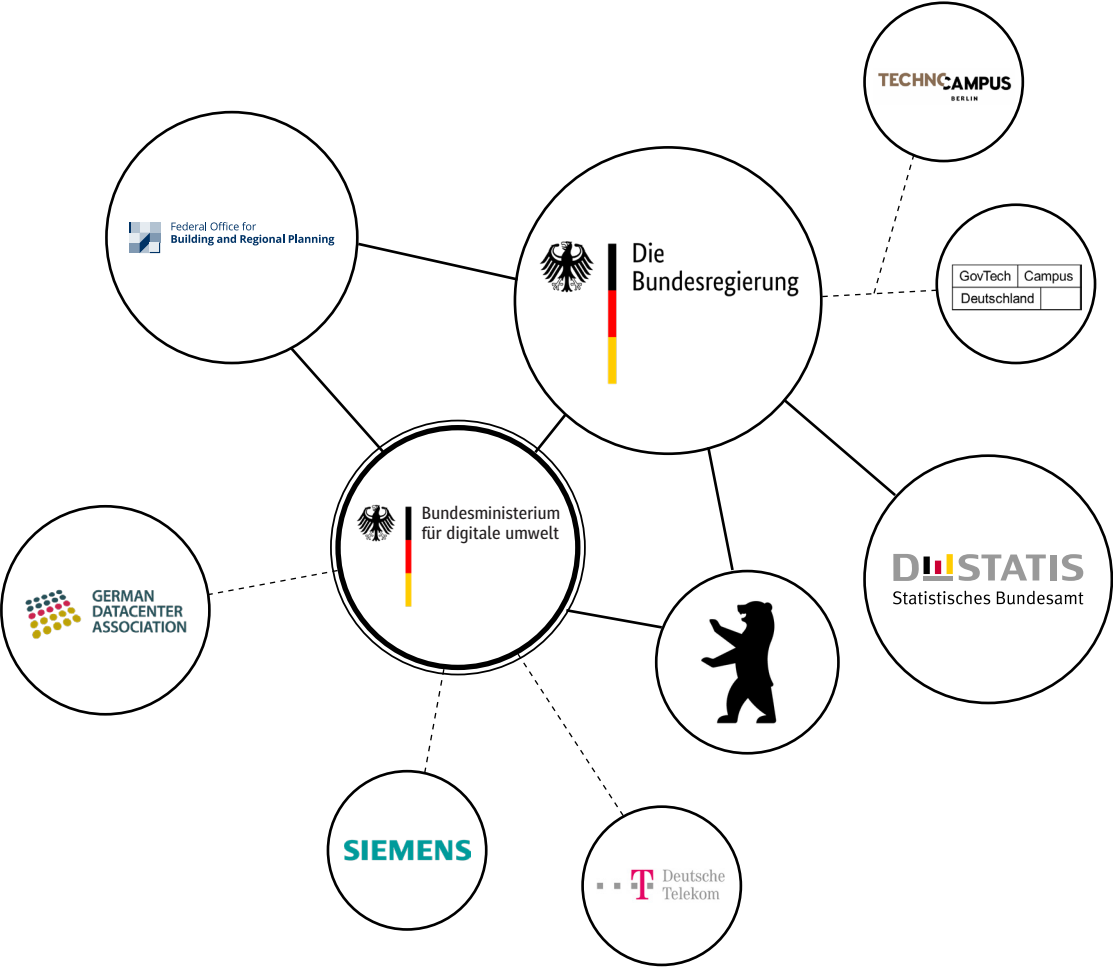 TECHNOCAMPUS
BERLIN
Federal Office for
Building and Regional Planning
Die
Bundesregierung
GovTech Campus
Deutschland
Bundesministerium
für digitale umwelt
DESTATIS
Statistisches Bundesamt
GERMAN
DATACENTER
ASSOCIATION
SIEMENS
T Deutsche
Telekom